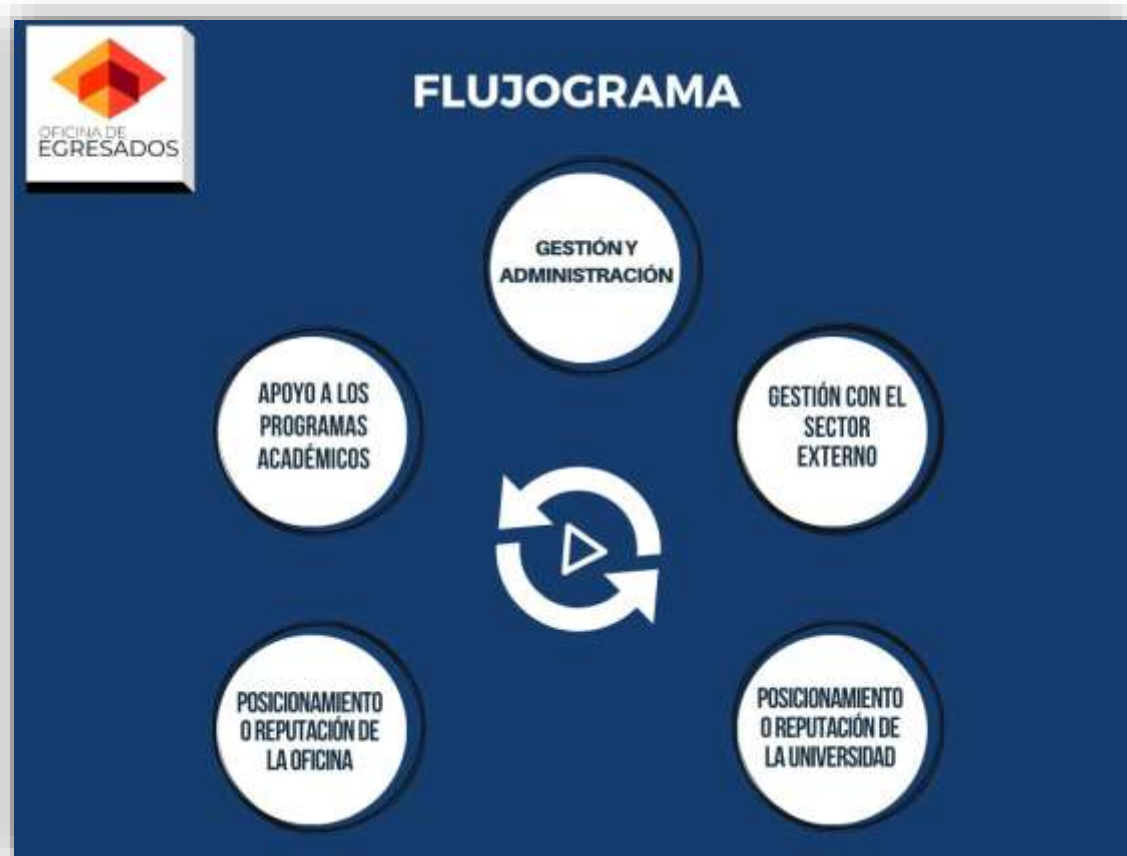 OFICINA DE
EGRESADOS
FLUJOGRAMA
GESTIÓN Y
ADMINISTRACIÓN
APOYO A LOS
PROGRAMAS
ACADÉMICOS
GESTIÓN CON EL
SECTOR
EXTERNO
POSICIONAMIENTO
O REPUTACIÓN DE
LA OFICINA
POSICIONAMIENTO
O REPUTACIÓN DE
LA UNIVERSIDAD